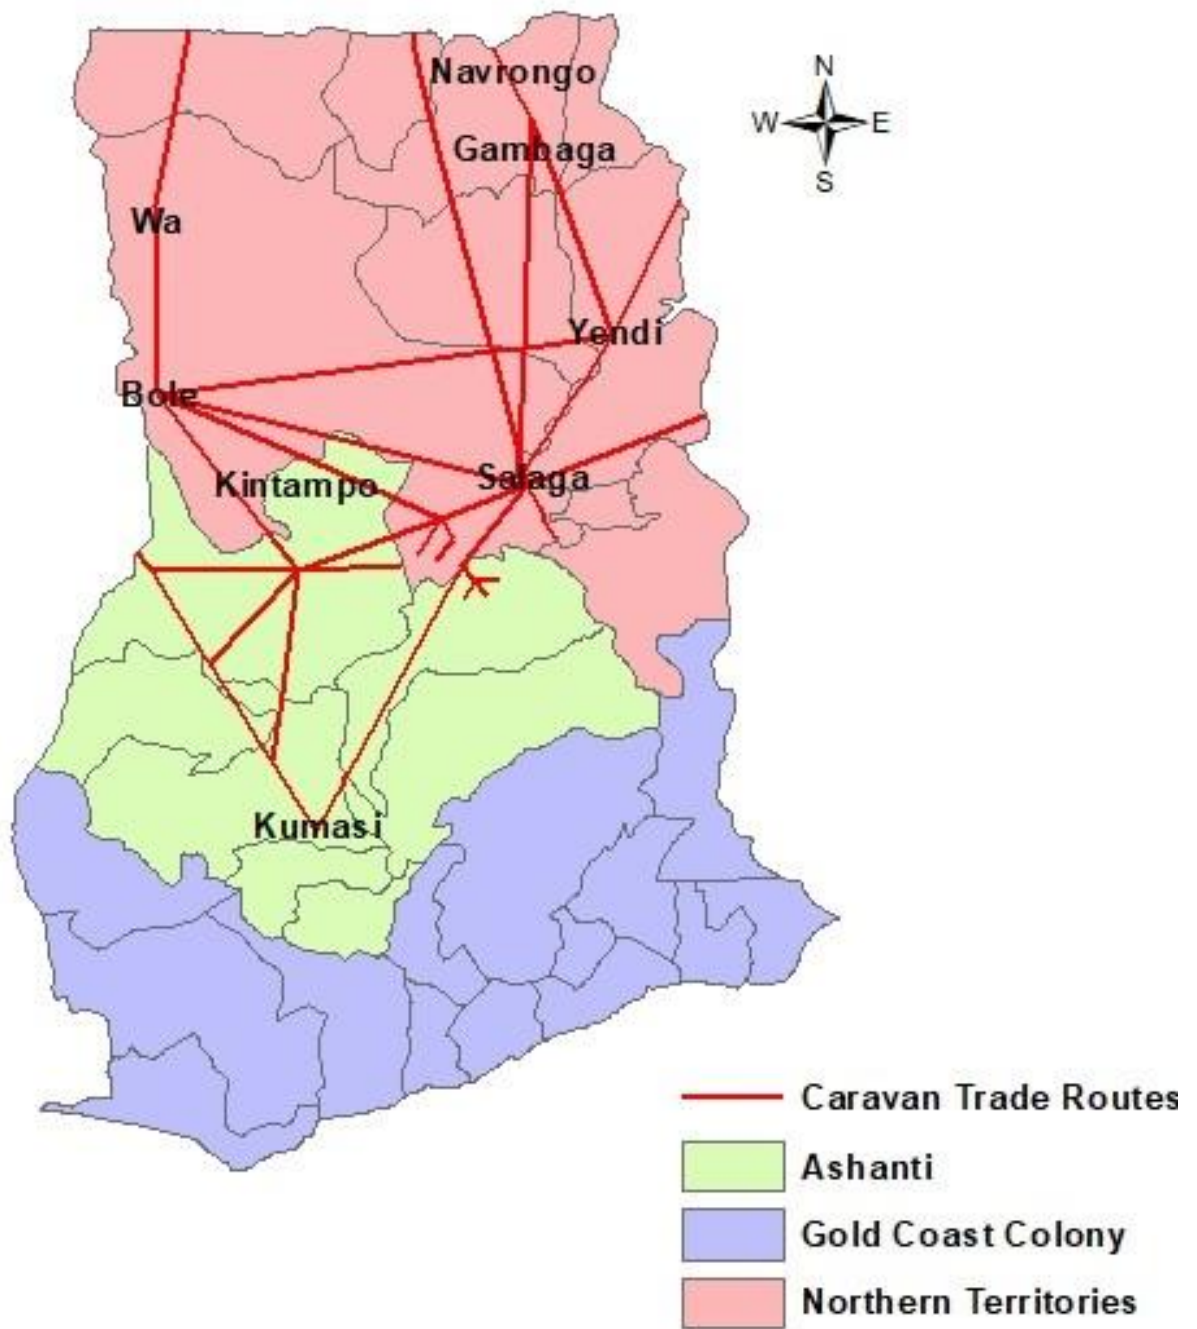 N
Navrongo
W E
Gambaga
S
Wa
Yendi
Bole
Kintampo
Salaga
Kumasi
Caravan Trade Routes
Ashanti
Gold Coast Colony
Northern Territories